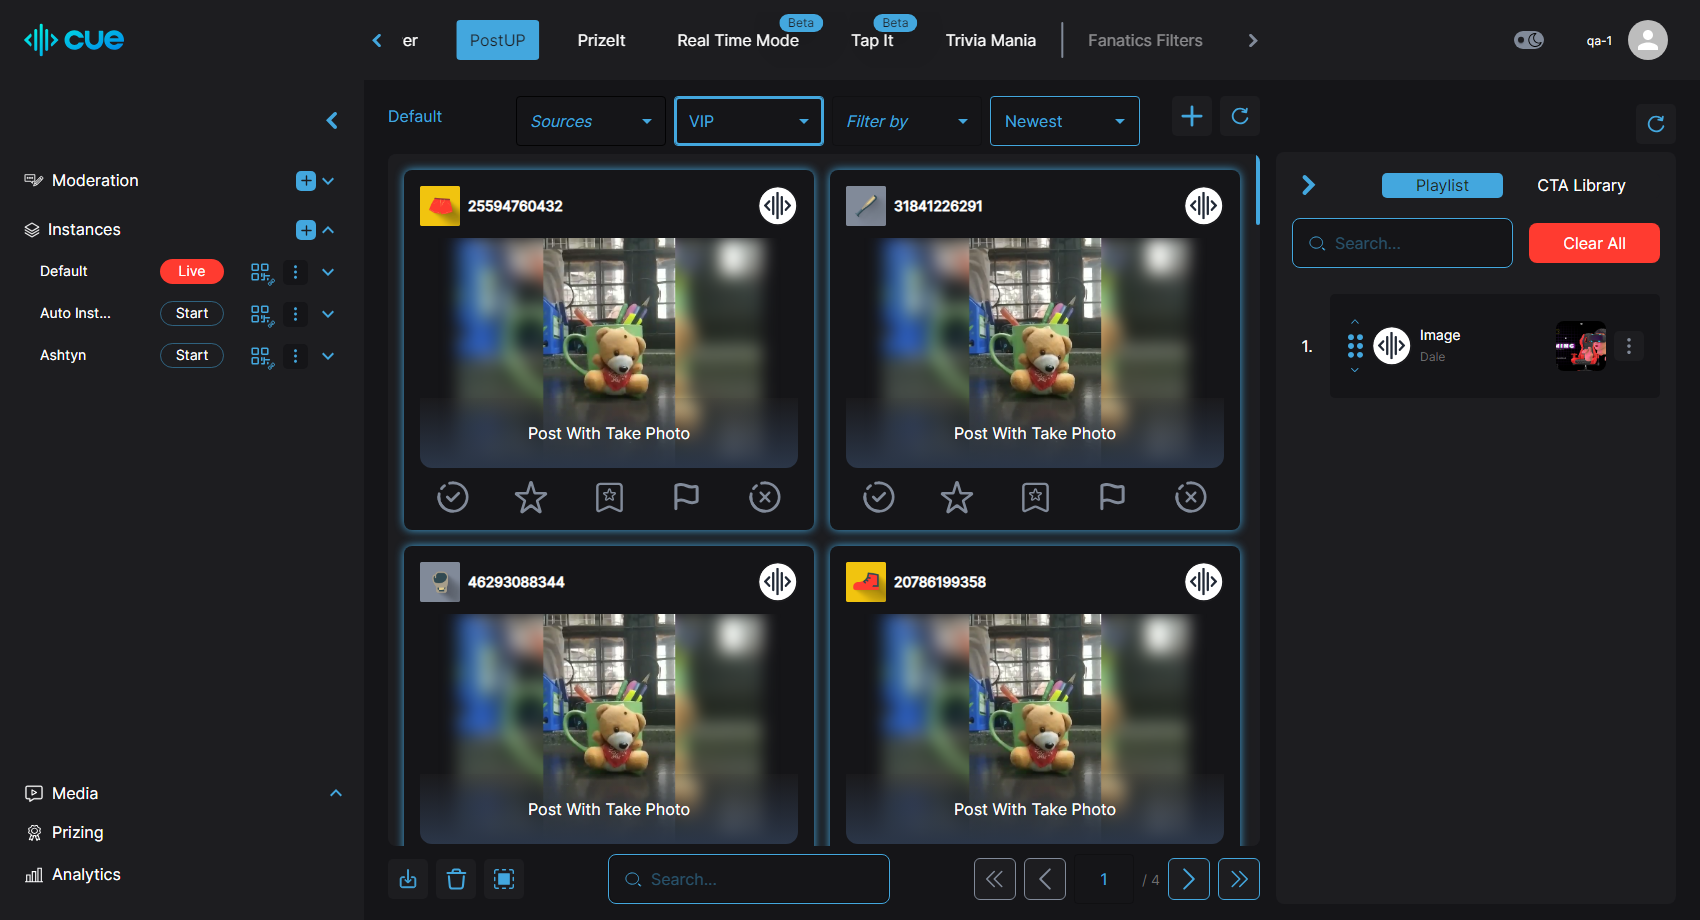 cue
er
PostUP
PrizeIt
Real Time Mode
Beta
Tap It
Beta
Trivia Mania
Fanatics Filters
qa-1
Moderation
Instances
Default
Live
Auto Inst...
Start
Ashtyn
Start
Media
Prizing
Analytics
Default
Sources
VIP
Filter by
Newest
25594760432
Post With Take Photo
31841226291
Post With Take Photo
46293088344
Post With Take Photo
20786199358
Post With Take Photo
Search...
1
/ 4
Playlist
CTA Library
Search...
Clear All
1.
Image
Dale